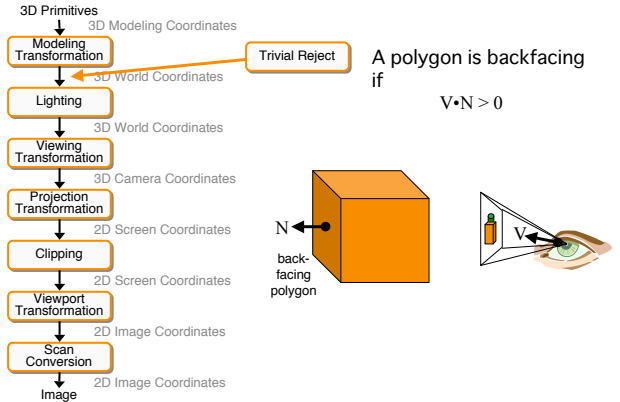 3D Primitives
3D Modeling Coordinates
Modeling
Transformation
3D World Coordinates
Lighting
3D World Coordinates
Viewing
Transformation
3D Camera Coordinates
Projection
Transformation
2D Screen Coordinates
Clipping
2D Screen Coordinates
Viewport
Transformation
2D Image Coordinates
Scan
Conversion
2D Image Coordinates
Image
Trivial Reject
A polygon is backfacing
if
V•N > 0
N
back-
facing
polygon
V